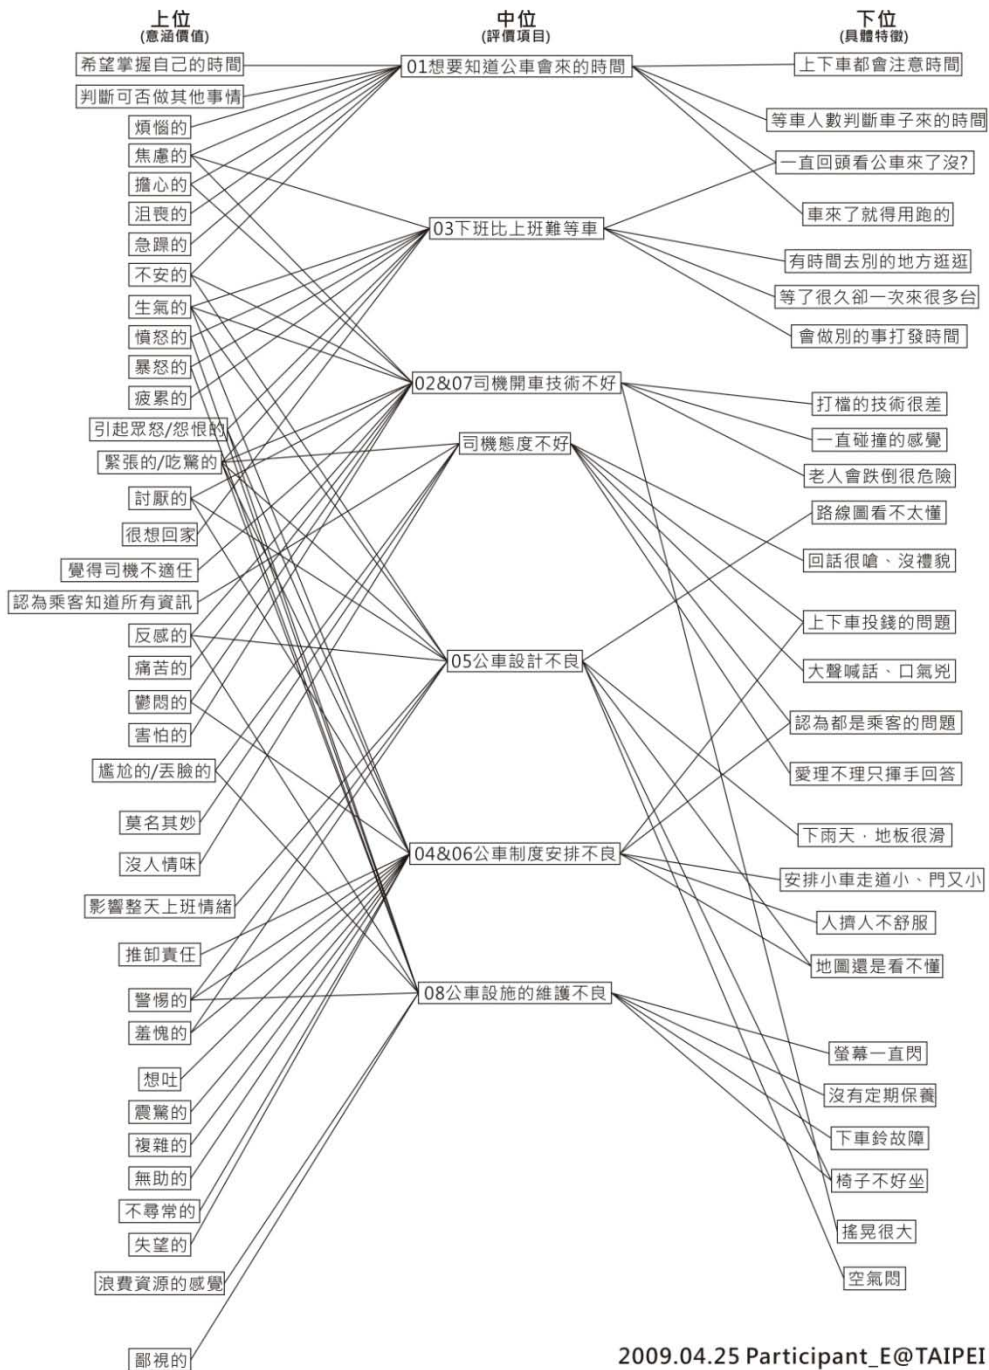 上位
(意涵價值)
中位
(評價項目)
下位
(具體特徵)
希望掌握自己的時間
判斷可否做其他事情
煩惱的
焦慮的
擔心的
沮喪的
急躁的
不安的
生氣的
憤怒的
暴怒的
疲累的
引起眾怒/怨恨的
緊張的/吃驚的
討厭的
很想回家
覺得司機不適任
認為乘客知道所有資訊
反感的
痛苦的
鬱悶的
害怕的
尷尬的/丟臉的
莫名其妙
沒人情味
影響整天上班情緒
推卸責任
警惕的
羞愧的
想吐
震驚的
複雜的
無助的
不尋常的
失望的
浪費資源的感覺
鄙視的
01想要知道公車會來的時間
03下班比上班難等車
02&07司機開車技術不好
司機態度不好
05公車設計不良
04&06公車制度安排不良
08公車設施的維護不良
上下車都會注意時間
等車人數判斷車子來的時間
一直回頭看公車來了沒?
車來了就得用跑的
有時間去別的地方逛逛
等了很久卻一次來很多台
會做別的事打發時間
打檔的技術很差
一直碰撞的感覺
老人會跌倒很危險
路線圖看不太懂
回話很嗆、沒禮貌
上下車投錢的問題
大聲喊話、口氣兇
認為都是乘客的問題
愛理不理只揮手回答
下雨天，地板很滑
安排小車走道小、門又小
人擠人不舒服
地圖還是看不懂
螢幕一直閃
沒有定期保養
下車鈴故障
椅子不好坐
搖晃很大
空氣悶
2009.04.25 Participant_E@TAIPEI